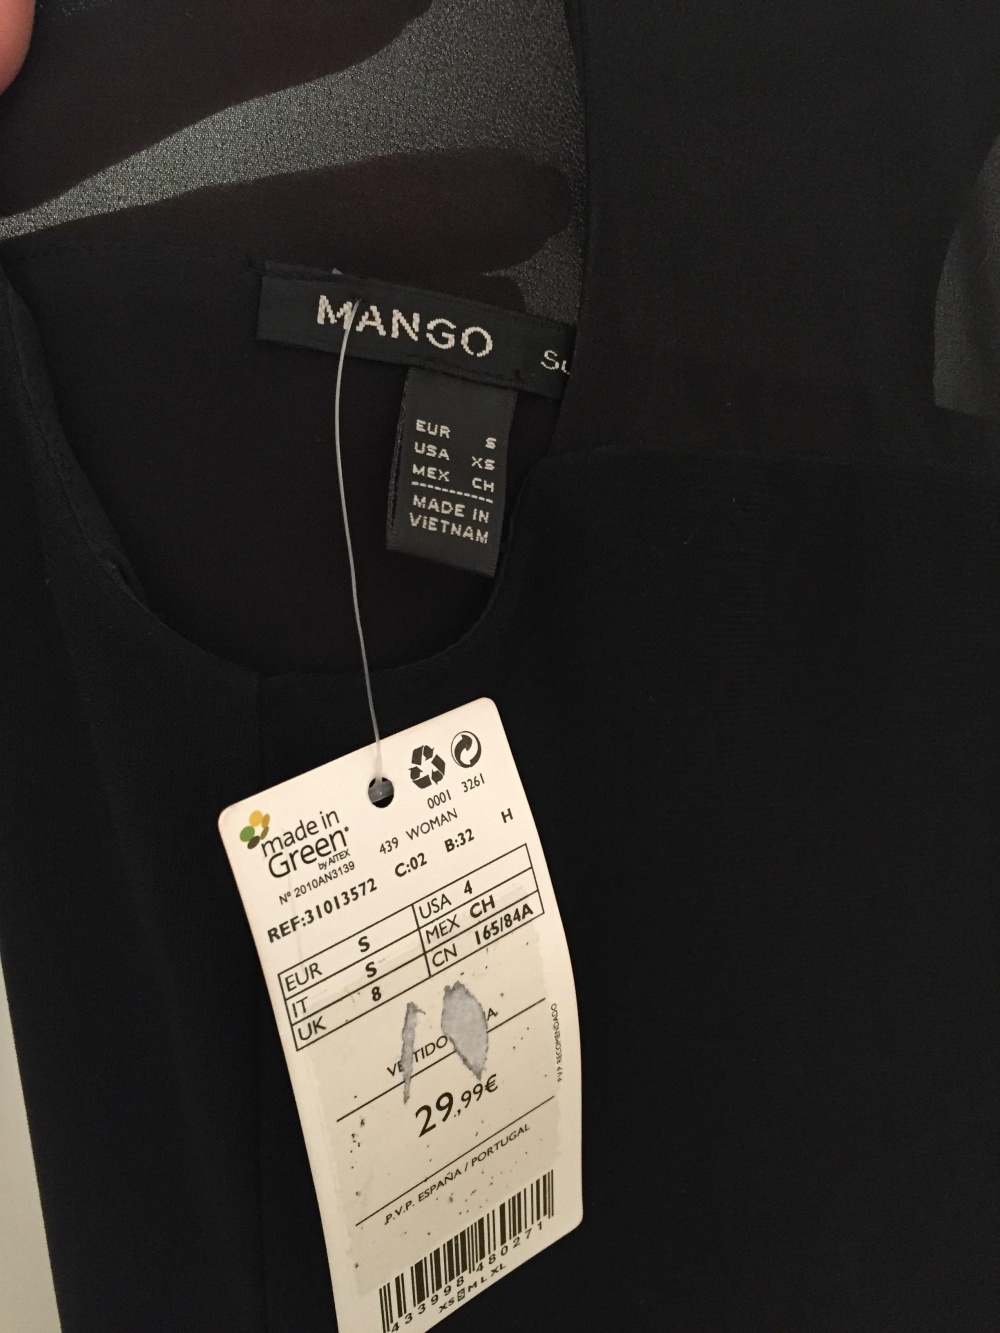 MANGO
EUR S
USA XS
MEX CH
MADE IN
VIETNAM
made in
Green
by AITEX
Nº 2010AN3139
0001 3261
439 WOMAN
REF:31013572 C:02 B:32 H
EUR S USA 4
IT S MEX CH
UK 8 CN 165/84A
29,99€
P.V.P. ESPAÑA / PORTUGAL
P.V.P. RECOMENDADO
433998 480271
XS S M L XL